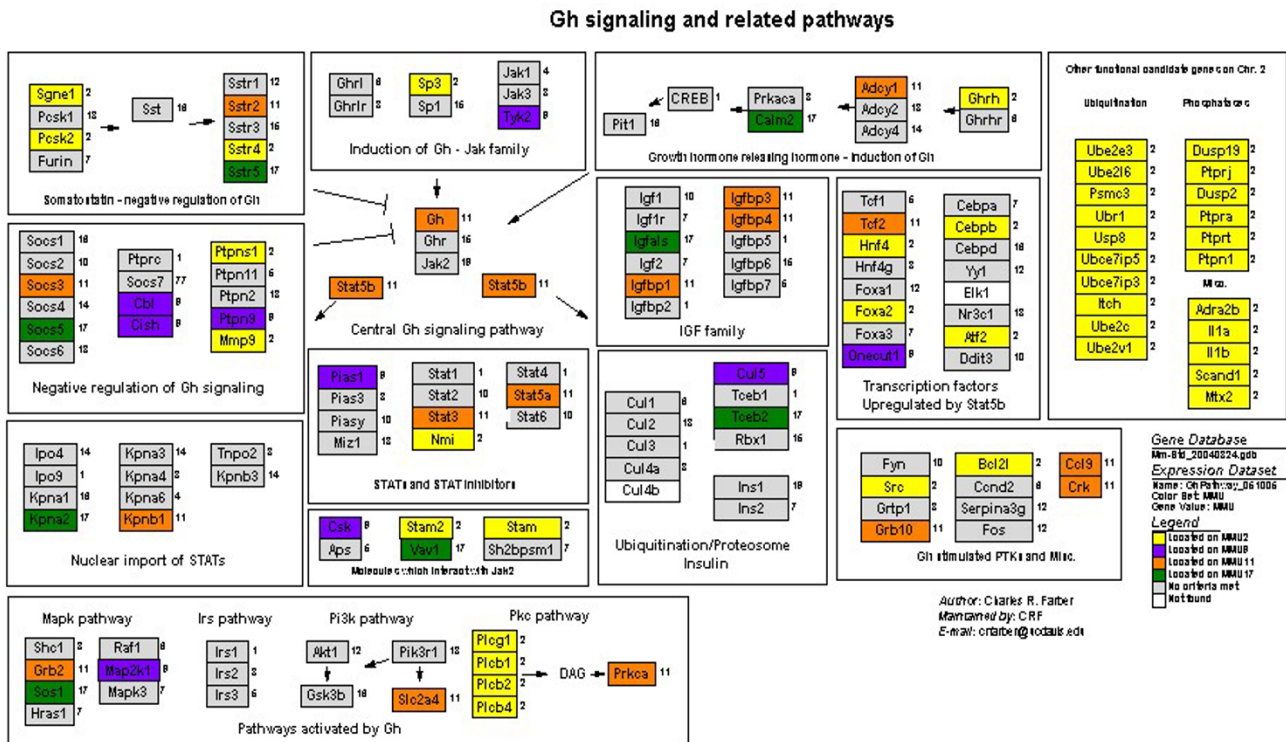 Gh signaling and related pathways
Sgne1 2
Pcsk1 13
Pcsk2 2
Furin 7
Sst 16
Sstr1 12
Sstr2 11
Sstr3 15
Sstr4 2
Sstr5 17
Somatostatin - negative regulation of Gh
Ghrl 6
Ghrlr 3
Sp3 2
Sp1 15
Jak1 4
Jak3 8
Tyk2 9
Induction of Gh - Jak family
Pit1 16
CREB 1
Prkaca 8
Calm2 17
Adcy1 11
Adcy2 13
Adcy4 14
Ghrh 2
Ghrhr 6
Growth hormone releasing hormone - Induction of Gh
Other functional candidate genes on Chr. 2
Ubiquitination
Ube2e3 2
Ube2l6 2
Psmc3 2
Ubr1 2
Usp8 2
Ubce7ip5 2
Ubce7ip3 2
Itch 2
Ube2c 2
Ube2v1 2
Phosphatases
Dusp19 2
Ptprj 2
Dusp2 2
Ptpra 2
Ptprt 2
Ptpn1 2
Misc.
Adra2b 2
Il1a 2
Il1b 2
Scand1 2
Mtx2 2
Gh 11
Ghr 15
Jak2 19
Stat5b 11
Stat5b 11
Central Gh signaling pathway
Socs1 16
Socs2 10
Socs3 11
Socs4 14
Socs5 17
Socs6 18
Ptprc 1
Socs7 77
Cbl 9
Cish 9
Ptpns1 2
Ptpn11 5
Ptpn2 18
Ptpn9 9
Mmp9 2
Negative regulation of Gh signaling
Igf1 10
Igf1r 7
Igfals 17
Igf2 7
Igfbp1 11
Igfbp2 1
Igfbp3 11
Igfbp4 11
Igfbp5 1
Igfbp6 15
Igfbp7 5
IGF family
Tcf1 5
Tcf2 11
Hnf4 2
Hnf4g 3
Foxa1 12
Foxa2 2
Foxa3 7
Onecut1 9
Cebpa 7
Cebpb 2
Cebpd 16
Yy1 12
Elk1
Nr3c1 18
Atf2 2
Ddit3 10
Transcription factors
Upregulated by Stat5b
Ipo4 14
Ipo9 1
Kpna1 16
Kpna2 17
Kpna3 14
Kpna4 3
Kpna6 4
Kpnb1 11
Tnpo2 8
Kpnb3 14
Nuclear import of STATs
Pias1 9
Pias3 3
Piasy 10
Miz1 18
Stat1 1
Stat2 10
Stat3 11
Nmi 2
Stat4 1
Stat5a 11
Stat6 10
STATs and STAT inhibitors
Cul1 6
Cul2 18
Cul3 1
Cul4a 8
Cul4b
Cul5 9
Tceb1 1
Tceb2 17
Rbx1 15
Ins1 19
Ins2 7
Ubiquitination/Proteosome
Insulin
Csk 9
Aps 5
Stam2 2
Vav1 17
Stam 2
Sh2bpsm1 7
Molecules which interact with Jak2
Fyn 10
Src 2
Grtp1 8
Grb10 11
Bcl2l 2
Ccnd2 6
Serpina3g 12
Fos 12
Ccl9 11
Crk 11
Gh stimulated PTKs and Misc.
Gene Database
Mm-Std_20040824.gdb
Expression Dataset
Name: GhPathway_051005
Color Set: MMU
Gene Value: MMU
Legend
Located on MMU2
Located on MMU9
Located on MMU11
Located on MMU17
No criteria met
Not found
Author: Charles R. Farber
Maintained by: CRF
E-mail: crfarber@ucdavis.edu
Mapk pathway
Shc1 3
Grb2 11
Sos1 17
Hras1 7
Raf1 6
Map2k1 9
Mapk3 7
Irs pathway
Irs1 1
Irs2 8
Irs3 5
Pi3k pathway
Akt1 12
Gsk3b 16
Pik3r1 13
Slc2a4 11
Pkc pathway
Plcg1 2
Plcb1 2
Plcb2 2
Plcb4 2
DAG
Prkca 11
Pathways activated by Gh